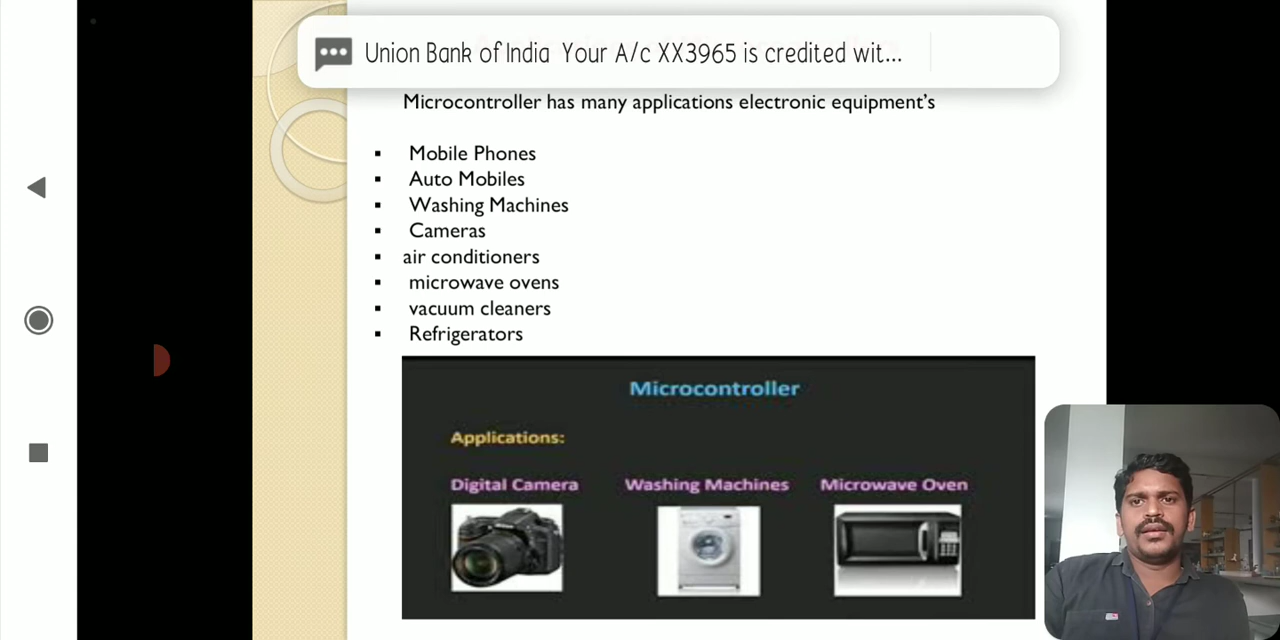 Union Bank of India Your A/c XX3965 is credited wit...
Microcontroller has many applications electronic equipment's
▪ Mobile Phones
▪ Auto Mobiles
▪ Washing Machines
▪ Cameras
▪ air conditioners
▪ microwave ovens
▪ vacuum cleaners
▪ Refrigerators
Microcontroller
Applications:
Digital Camera Washing Machines Microwave Oven